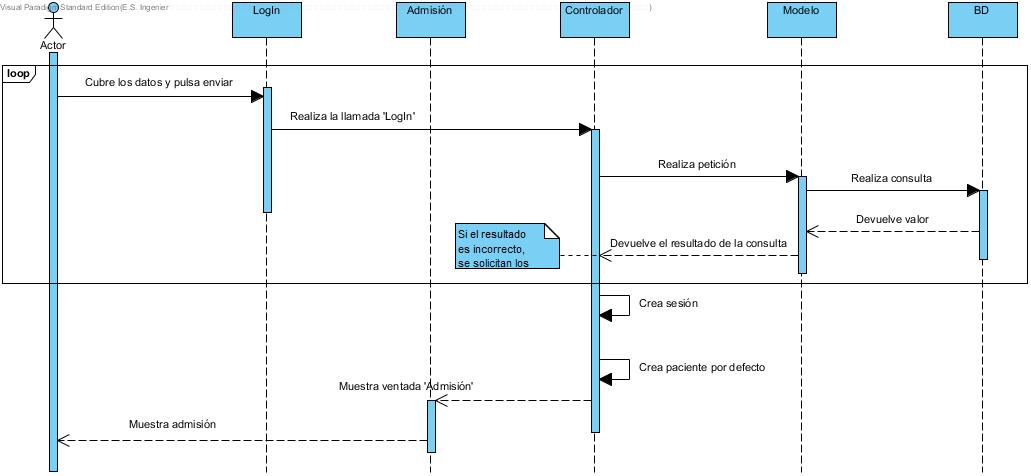 Visual Paradigm Standard Edition(E.S. Ingenier
)
LogIn
Admisión
Controlador
Modelo
BD
Actor
loop
Cubre los datos y pulsa enviar
Realiza la llamada 'LogIn'
Realiza petición
Realiza consulta
Devuelve valor
Si el resultado
es incorrecto,
se solicitan los
Devuelve el resultado de la consulta
Crea sesión
Crea paciente por defecto
Muestra ventada 'Admisión'
Muestra admisión